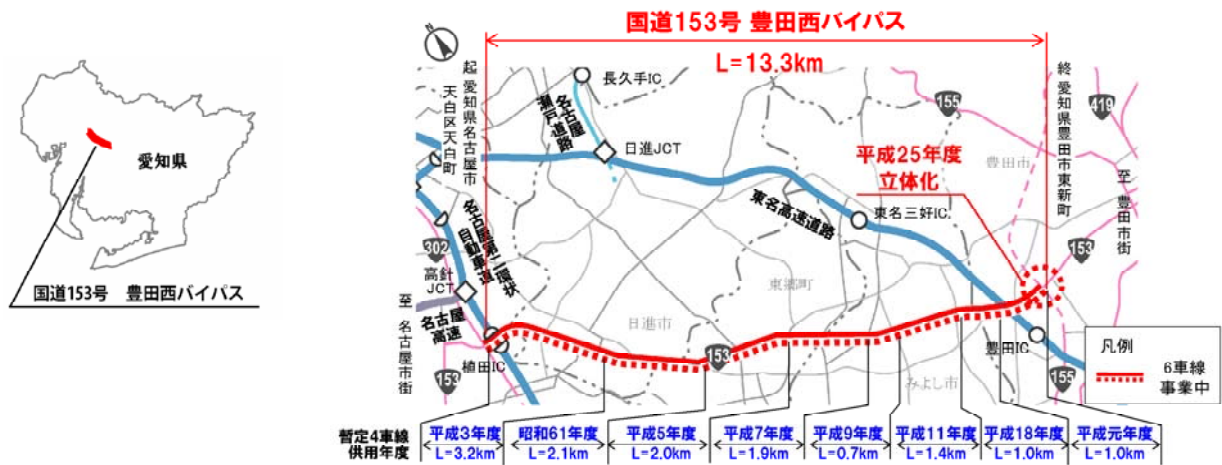 愛知県
国道153号　豊田西バイパス
国道153号 豊田西バイパス
L=13.3km
N
起 愛知県名古屋市
天白区天白町
終 愛知県豊田市東新町
長久手IC
名古屋
瀬戸道路
日進JCT
155
419
豊田市
平成25年度
立体化
至 豊田市街
東名高速道路
東名三好IC
153
302
名古屋第二環状
自動車道
高針
JCT
東郷町
至 名古屋市街
名古屋
高速
日進市
植田IC
153
153
豊田IC
みよし市
155
凡例
6車線
事業中
暫定4車線
供用年度
平成3年度
L=3.2km
昭和61年度
L=2.1km
平成5年度
L=2.0km
平成7年度
L=1.9km
平成9年度
L=0.7km
平成11年度
L=1.4km
平成18年度
L=1.0km
平成元年度
L=1.0km